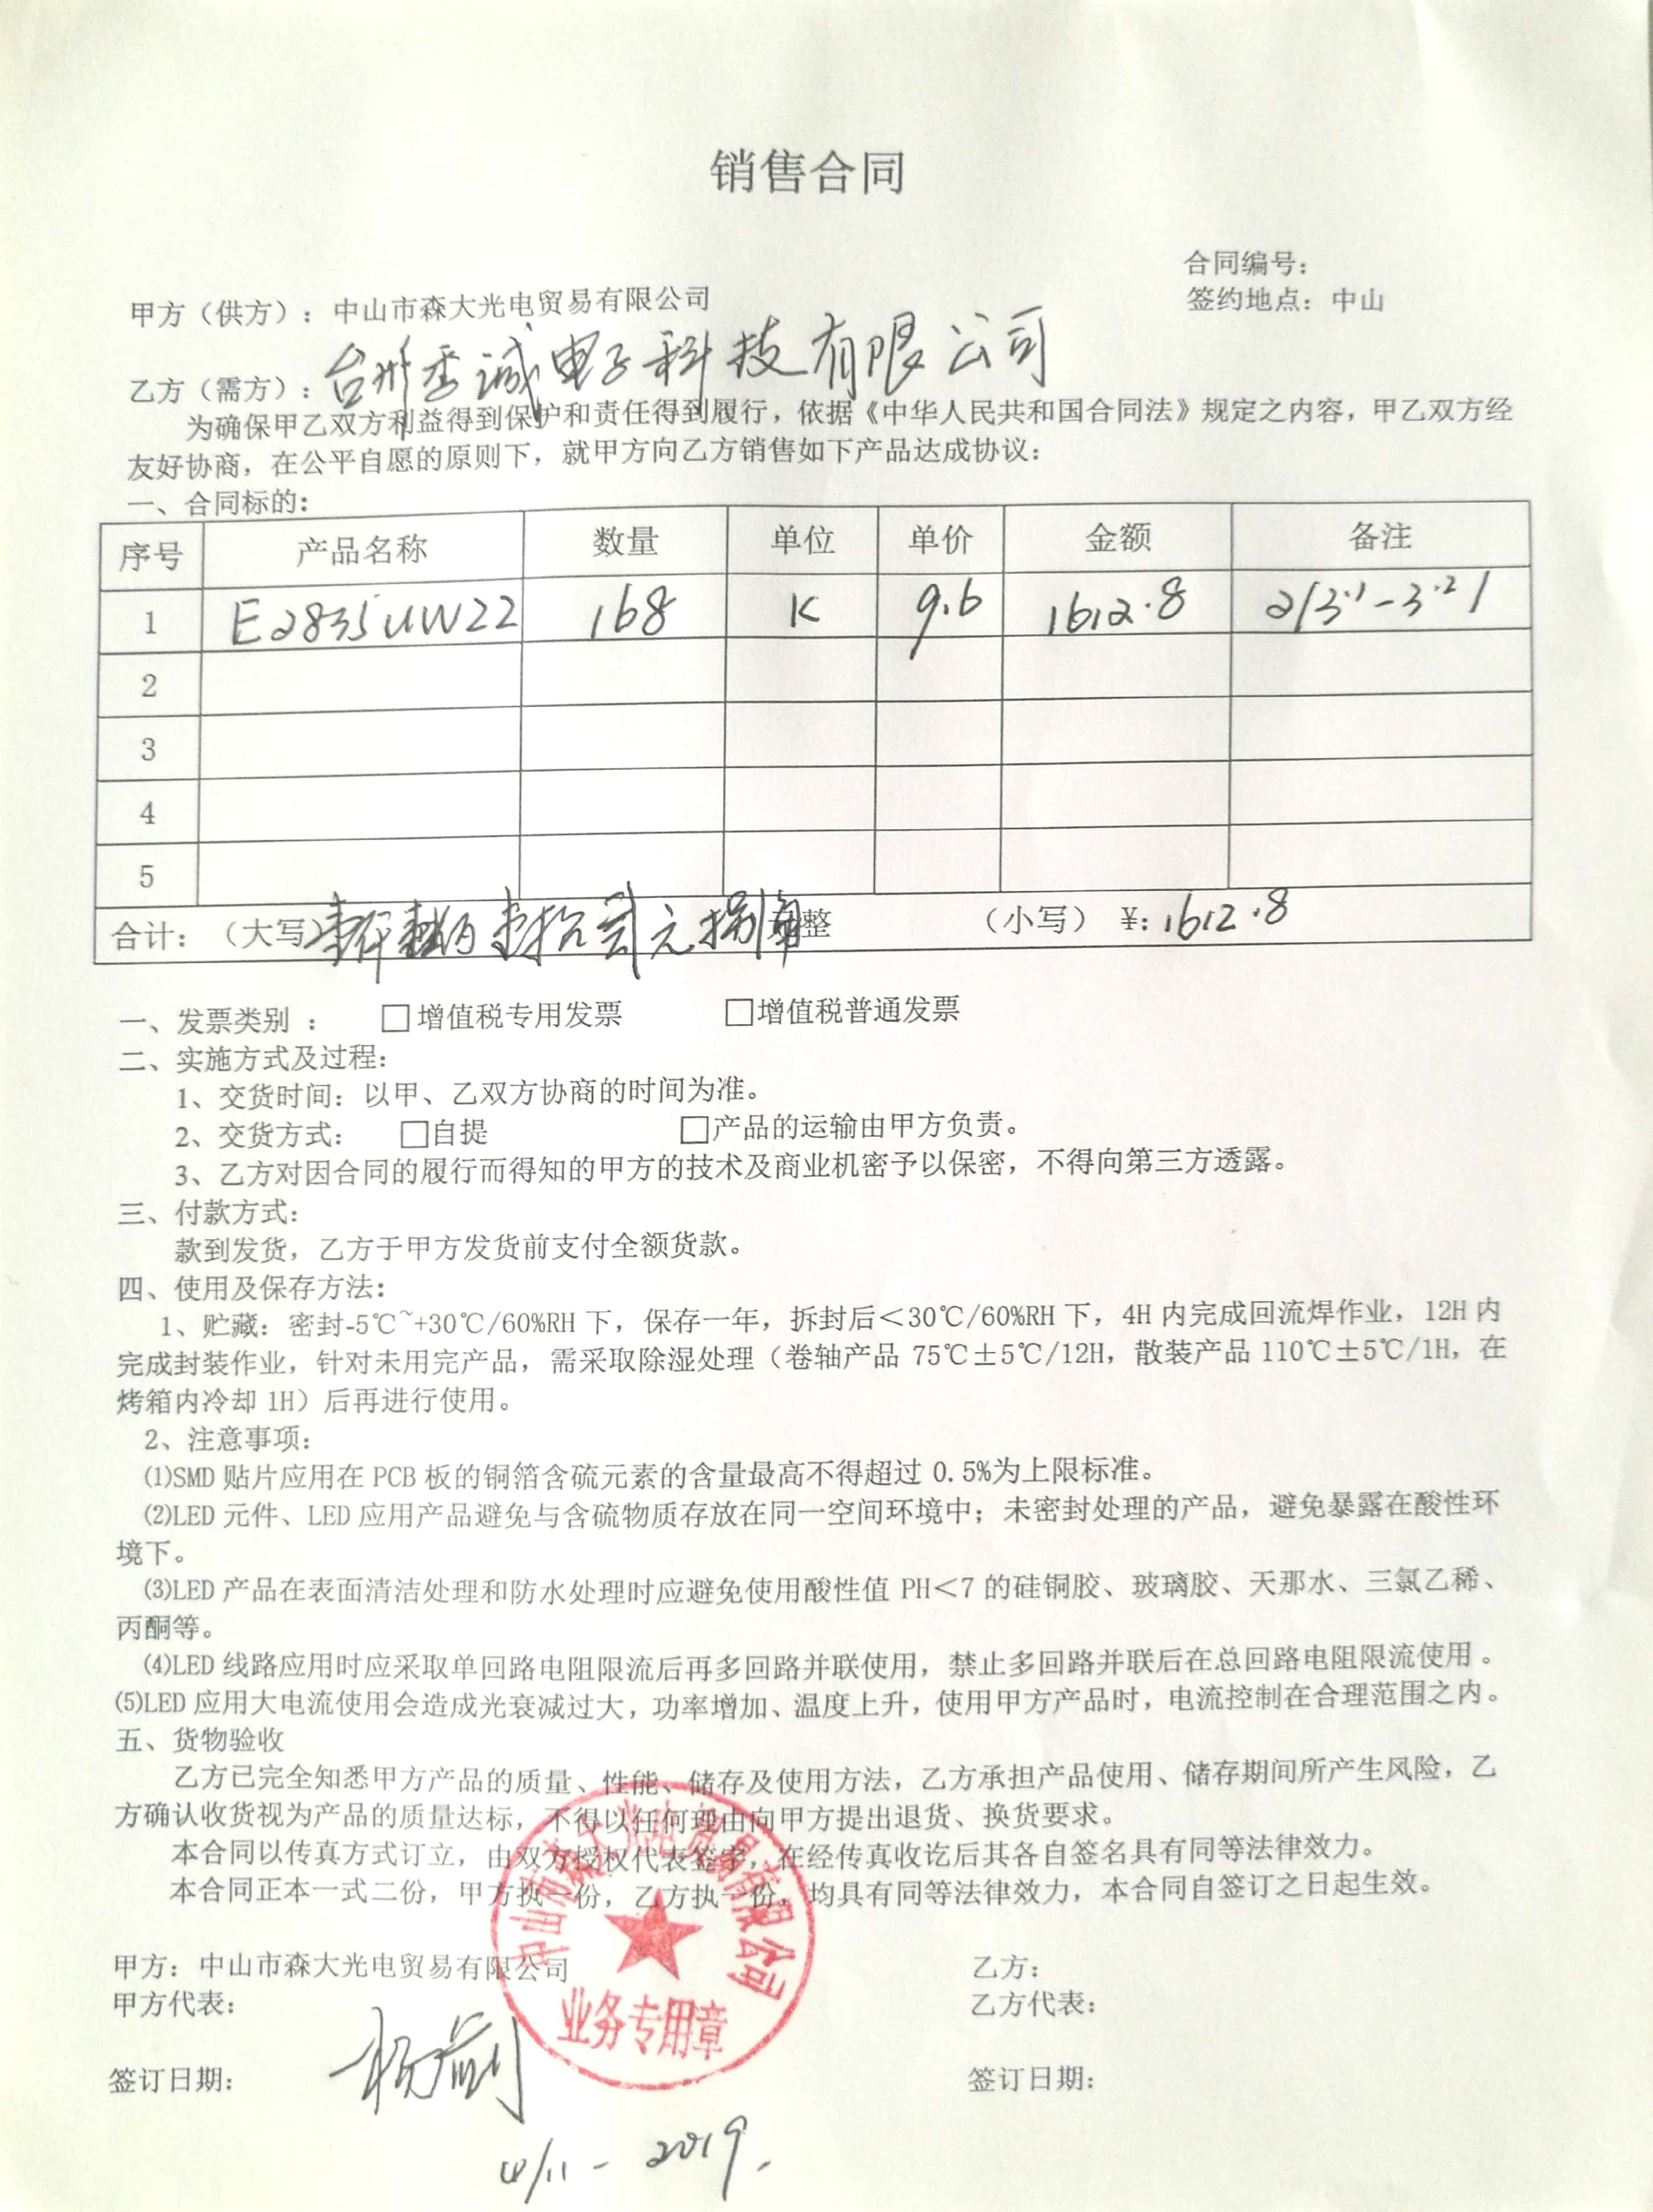 销售合同
合同编号：
甲方（供方）：中山市森大光电贸易有限公司
签约地点：中山
乙方（需方）：台州秀诚电子科技有限公司
为确保甲乙双方利益得到保护和责任得到履行，依据《中华人民共和国合同法》规定之内容，甲乙双方经
友好协商，在公平自愿的原则下，就甲方向乙方销售如下产品达成协议：
一、合同标的：
序号 产品名称 数量 单位 单价 金额 备注
1 E2835UW22 168 K 9.6 1612.8 2(3.1-3.2)
2
3
4
5
合计：（大写）壹仟陆佰壹拾贰元捌角整 （小写）¥：1612.8
一、发票类别 ： □增值税专用发票 □增值税普通发票
二、实施方式及过程：
1、交货时间：以甲、乙双方协商的时间为准。
2、交货方式： □自提 □产品的运输由甲方负责。
3、乙方对因合同的履行而得知的甲方的技术及商业机密予以保密，不得向第三方透露。
三、付款方式：
款到发货，乙方于甲方发货前支付全额货款。
四、使用及保存方法：
1、贮藏：密封-5℃~+30℃/60%RH 下，保存一年，拆封后＜30℃/60%RH 下，4H 内完成回流焊作业，12H 内
完成封装作业，针对未用完产品，需采取除湿处理（卷轴产品 75℃±5℃/12H，散装产品 110℃±5℃/1H，在
烤箱内冷却 1H）后再进行使用。
2、注意事项：
⑴SMD 贴片应用在 PCB 板的铜箔含硫元素的含量最高不得超过 0.5%为上限标准。
⑵LED 元件、LED 应用产品避免与含硫物质存放在同一空间环境中；未密封处理的产品，避免暴露在酸性环
境下。
⑶LED 产品在表面清洁处理和防水处理时应避免使用酸性值 PH＜7 的硅铜胶、玻璃胶、天那水、三氯乙稀、
丙酮等。
⑷LED 线路应用时应采取单回路电阻限流后再多回路并联使用，禁止多回路并联后在总回路电阻限流使用。
⑸LED 应用大电流使用会造成光衰减过大，功率增加、温度上升，使用甲方产品时，电流控制在合理范围之内。
五、货物验收
乙方已完全知悉甲方产品的质量、性能、储存及使用方法，乙方承担产品使用、储存期间所产生风险，乙
方确认收货视为产品的质量达标，不得以任何理由向甲方提出退货、换货要求。
本合同以传真方式订立，由双方授权代表签字，在经传真收讫后其各自签名具有同等法律效力。
本合同正本一式二份，甲方执一份，乙方执一份，均具有同等法律效力，本合同自签订之日起生效。
中山市森大光电贸易有限公司
业务专用章
甲方：中山市森大光电贸易有限公司
乙方：
甲方代表：
乙方代表：
签订日期：
签订日期：
/11-2019.